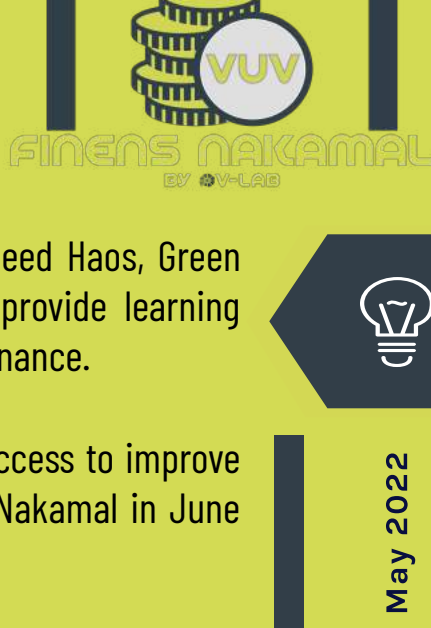 VUV
FINENS NAKAMAL
BY V-LAB
eed Haos, Green
provide learning
nance.
ccess to improve
Nakamal in June
May 2022